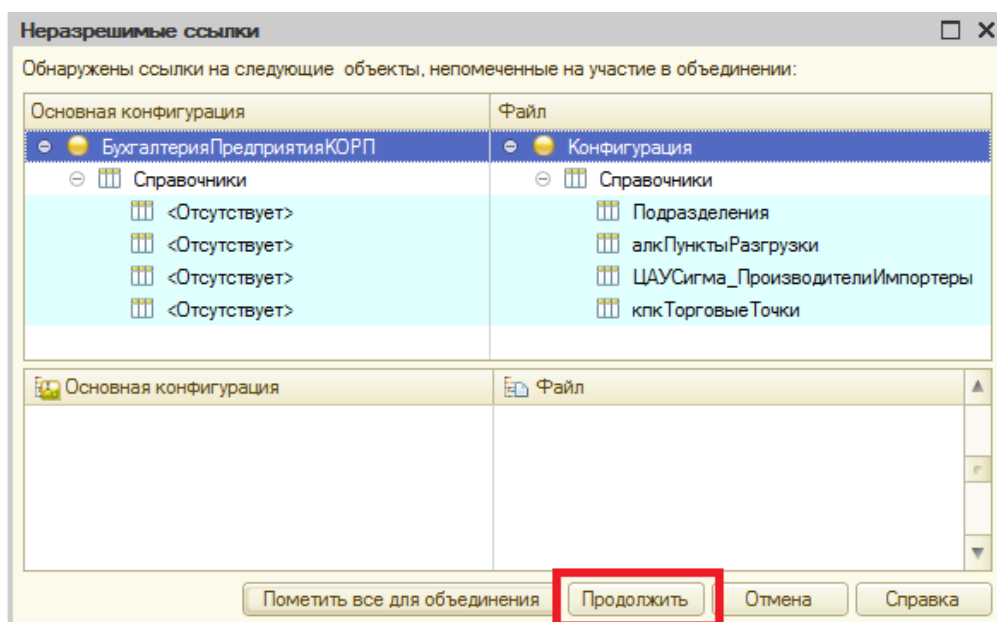 Неразрешимые ссылки
Обнаружены ссылки на следующие объекты, непомеченные на участие в объединении:
Основная конфигурация Файл
БухгалтерияПредприятияКОРП Конфигурация
Справочники Справочники
<Отсутствует> Подразделения
<Отсутствует> алкПунктыРазгрузки
<Отсутствует> ЦАУСигма_ПроизводителиИмпортеры
<Отсутствует> кпкТорговыеТочки
Основная конфигурация Файл
Пометить все для объединения Продолжить Отмена Справка